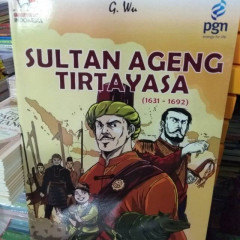 G. Wu
pgn
SULTAN AGENG
TIRTAYASA
(1631 - 1692)